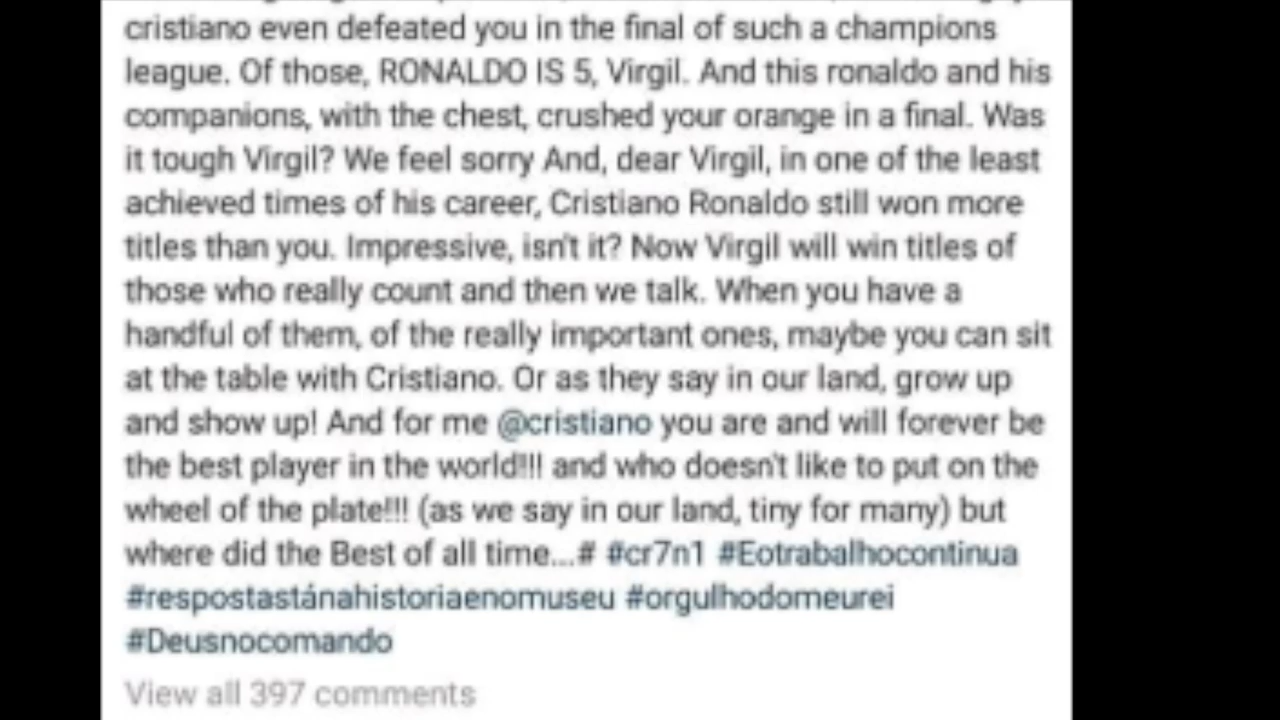 cristiano even defeated you in the final of such a champions
league. Of those, RONALDO IS 5, Virgil. And this ronaldo and his
companions, with the chest, crushed your orange in a final. Was
it tough Virgil? We feel sorry And, dear Virgil, in one of the least
achieved times of his career, Cristiano Ronaldo still won more
titles than you. Impressive, isn't it? Now Virgil will win titles of
those who really count and then we talk. When you have a
handful of them, of the really important ones, maybe you can sit
at the table with Cristiano. Or as they say in our land, grow up
and show up! And for me @cristiano you are and will forever be
the best player in the world!!! and who doesn't like to put on the
wheel of the plate!!! (as we say in our land, tiny for many) but
where did the Best of all time...# #cr7n1 #Eotrabalhocontinua
#respostastánahistoriaenomuseu #orgulhodomeurei
#Deusnocomando
View all 397 comments